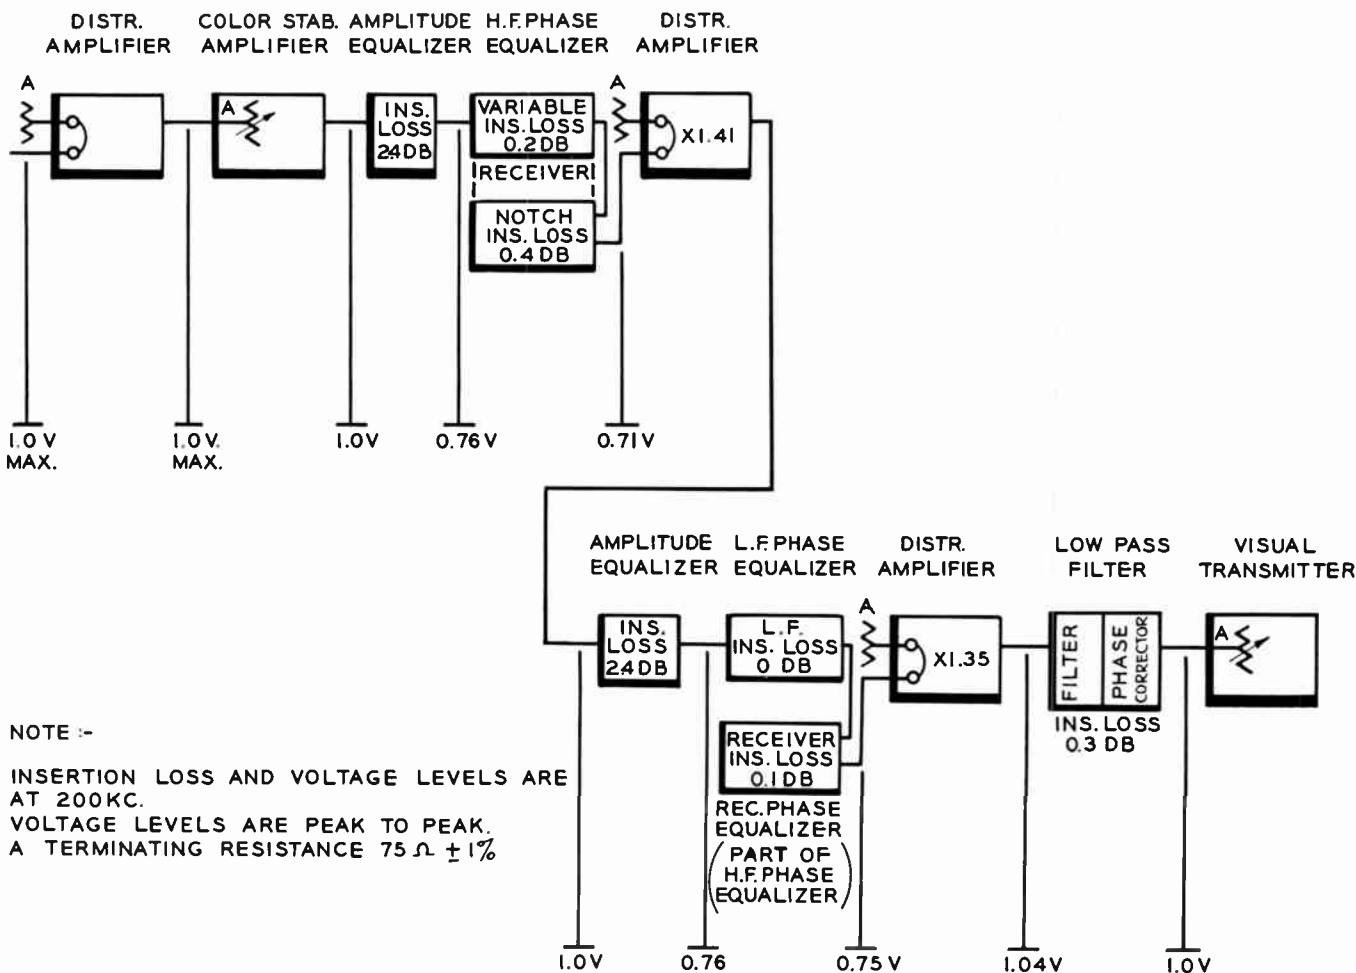 DISTR.
AMPLIFIER
COLOR STAB.
AMPLIFIER
AMPLITUDE
EQUALIZER
H.F. PHASE
EQUALIZER
DISTR.
AMPLIFIER
A
A
INS.
LOSS
2.4 DB
VARIABLE
INS. LOSS
0.2 DB
RECEIVER
NOTCH
INS. LOSS
0.4 DB
A
X1.41
1.0 V
MAX.
1.0 V.
MAX.
1.0 V
0.76 V
0.71 V
AMPLITUDE
EQUALIZER
L.F. PHASE
EQUALIZER
DISTR.
AMPLIFIER
LOW PASS
FILTER
VISUAL
TRANSMITTER
INS.
LOSS
2.4 DB
L.F.
INS. LOSS
0 DB
A
X1.35
FILTER
PHASE
CORRECTOR
INS. LOSS
0.3 DB
A
RECEIVER
INS. LOSS
0.1 DB
REC. PHASE
EQUALIZER
(PART OF
H.F. PHASE
EQUALIZER)
NOTE :-
INSERTION LOSS AND VOLTAGE LEVELS ARE
AT 200KC.
VOLTAGE LEVELS ARE PEAK TO PEAK.
A TERMINATING RESISTANCE 75 Ω ± 1%
1.0 V
0.76
0.75 V
1.04 V
1.0 V